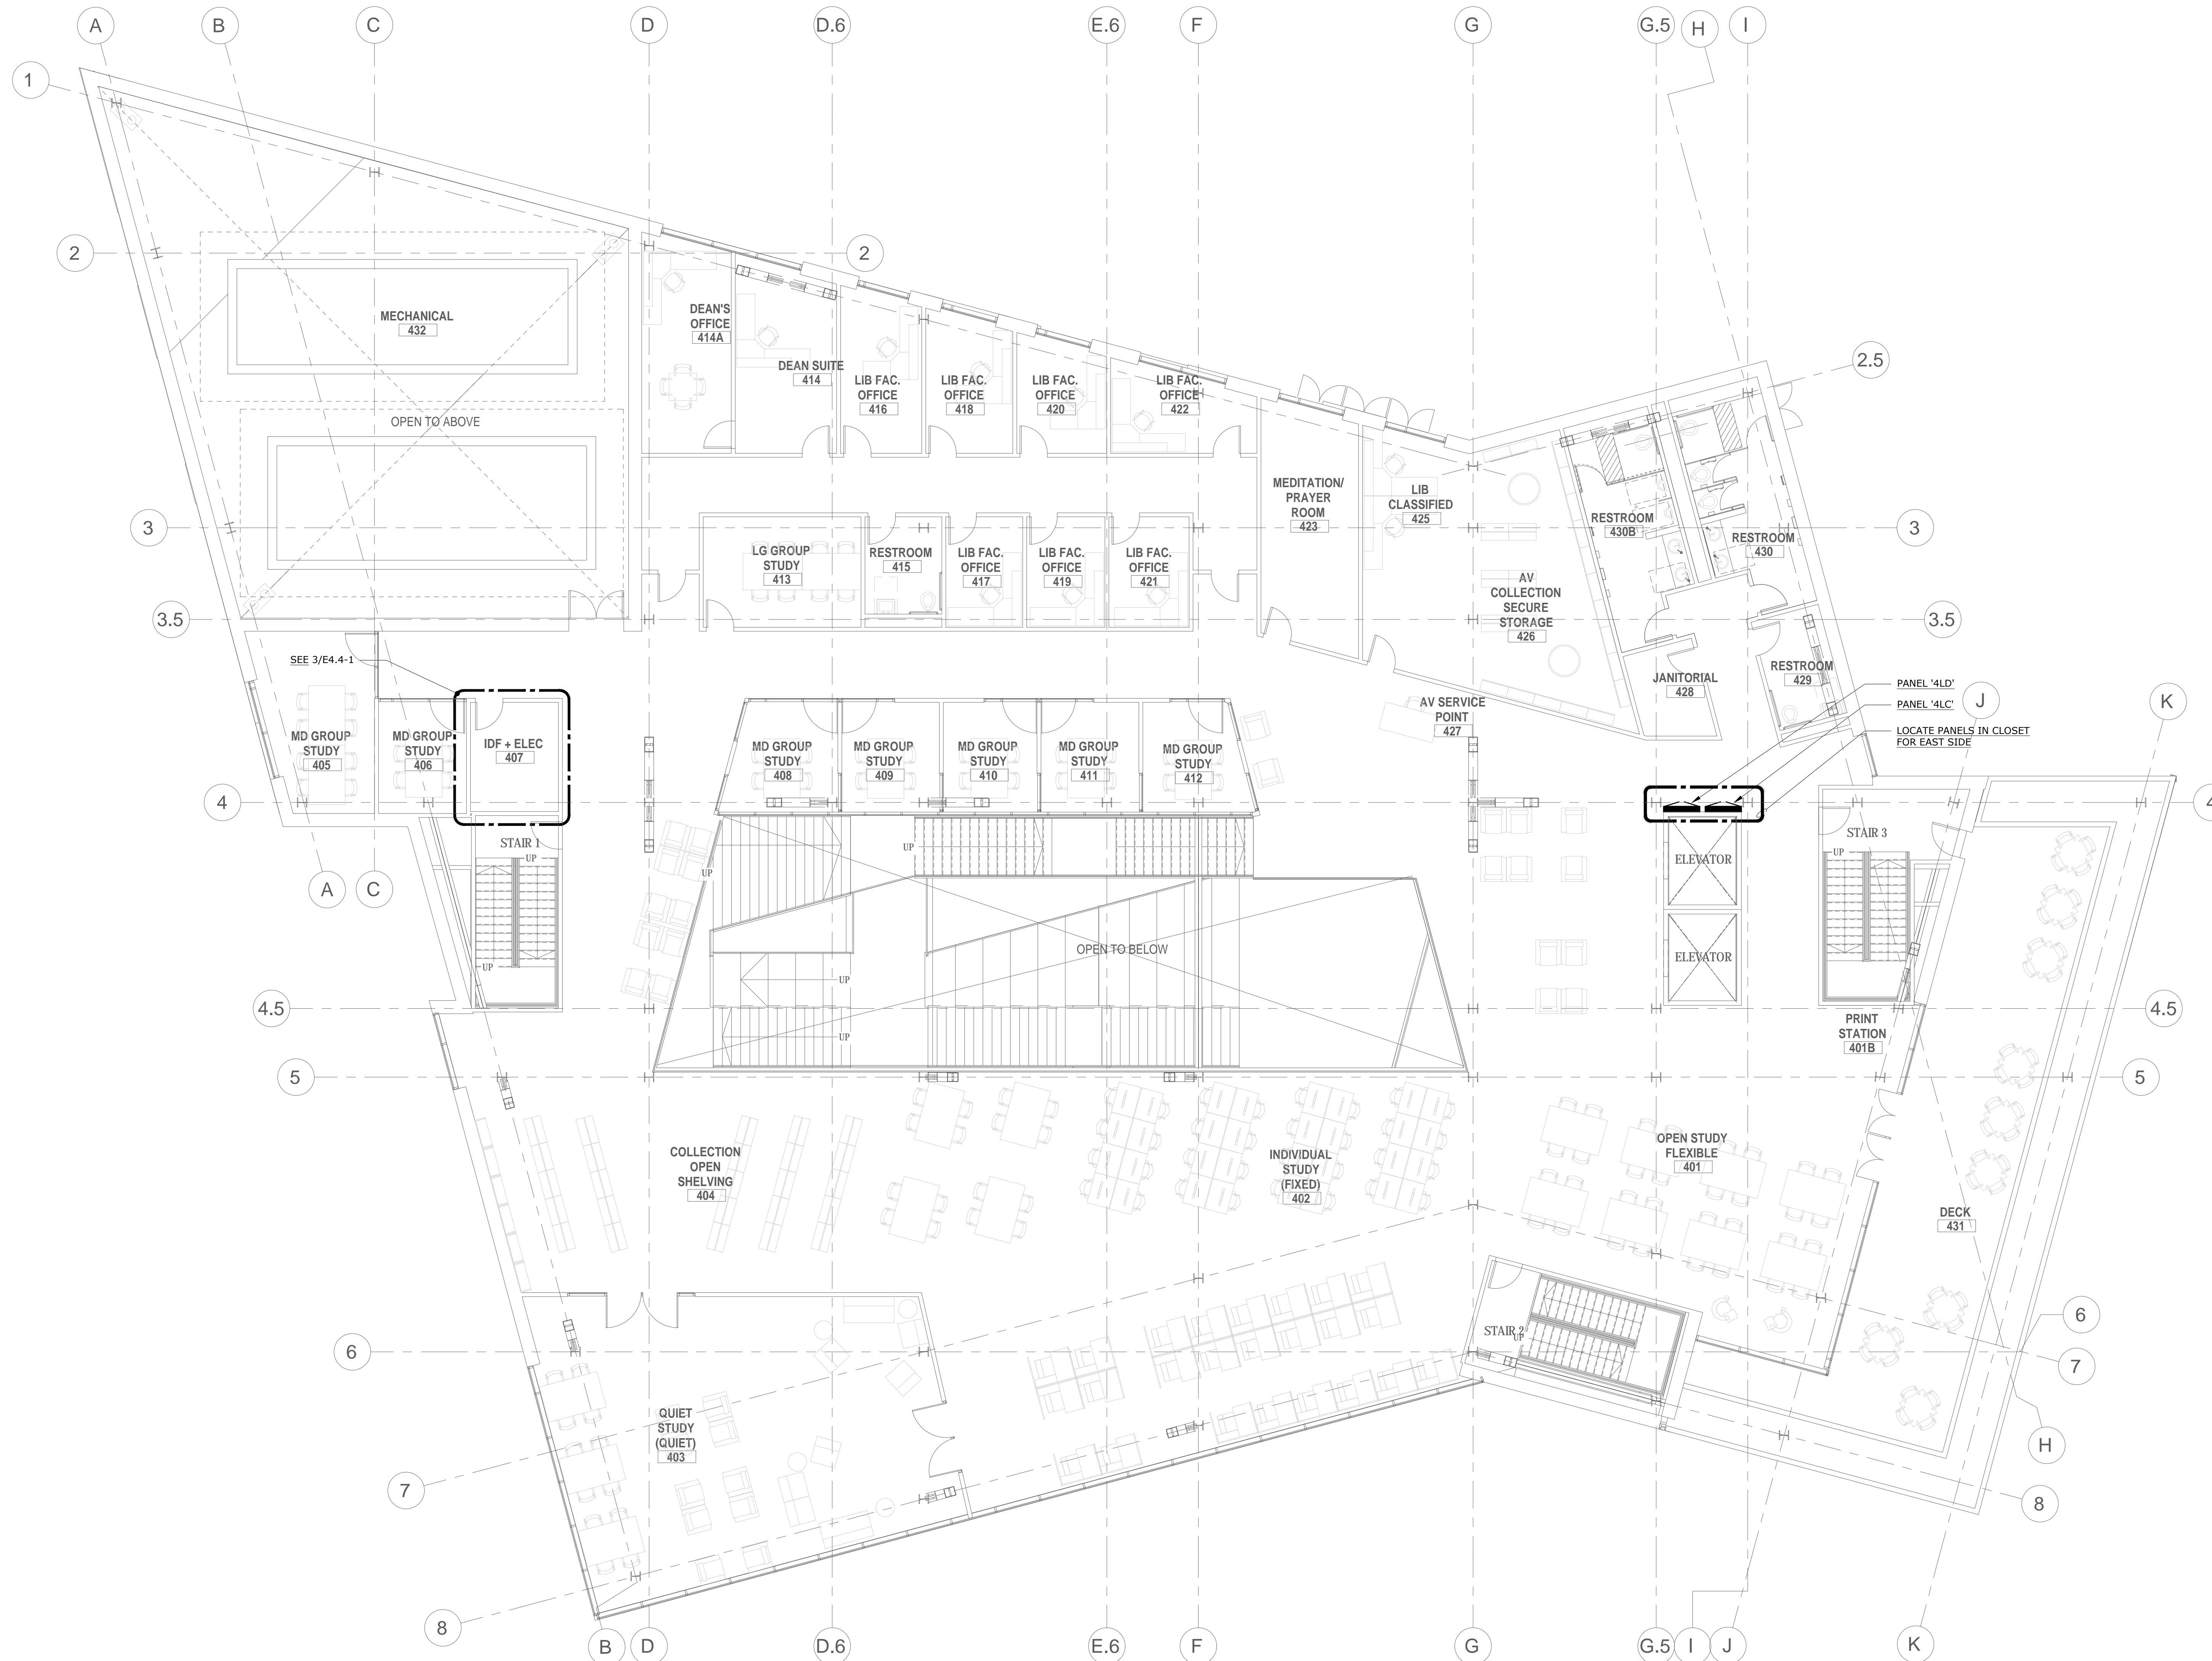 A
B
C
D
D.6
E.6
F
G
G.5
H
I
1
2
2
2.5
MECHANICAL
432
OPEN TO ABOVE
DEAN'S
OFFICE
414A
DEAN SUITE
414
LIB FAC.
OFFICE
416
LIB FAC.
OFFICE
418
LIB FAC.
OFFICE
420
LIB FAC.
OFFICE
422
3
3
LG GROUP
STUDY
413
RESTROOM
415
LIB FAC.
OFFICE
417
LIB FAC.
OFFICE
419
LIB FAC.
OFFICE
421
MEDITATION/
PRAYER
ROOM
423
LIB
CLASSIFIED
425
AV
COLLECTION
SECURE
STORAGE
426
RESTROOM
430B
RESTROOM
430
3.5
3.5
SEE 3/E4.4-1
JANITORIAL
428
RESTROOM
429
PANEL '4LD'
PANEL '4LC'
LOCATE PANELS IN CLOSET
FOR EAST SIDE
J
K
MD GROUP
STUDY
405
MD GROUP
STUDY
406
IDF + ELEC
407
MD GROUP
STUDY
408
MD GROUP
STUDY
409
MD GROUP
STUDY
410
MD GROUP
STUDY
411
MD GROUP
STUDY
412
AV SERVICE
POINT
427
4
4
STAIR 1
UP
UP
A
C
UP
UP
UP
UP
OPEN TO BELOW
ELEVATOR
ELEVATOR
STAIR 3
UP
4.5
4.5
PRINT
STATION
401B
5
5
COLLECTION
OPEN
SHELVING
404
INDIVIDUAL
STUDY
(FIXED)
402
OPEN STUDY
FLEXIBLE
401
DECK
431
STAIR 2
UP
6
6
7
QUIET
STUDY
(QUIET)
403
7
H
8
8
B
D
D.6
E.6
F
G
G.5
I
J
K